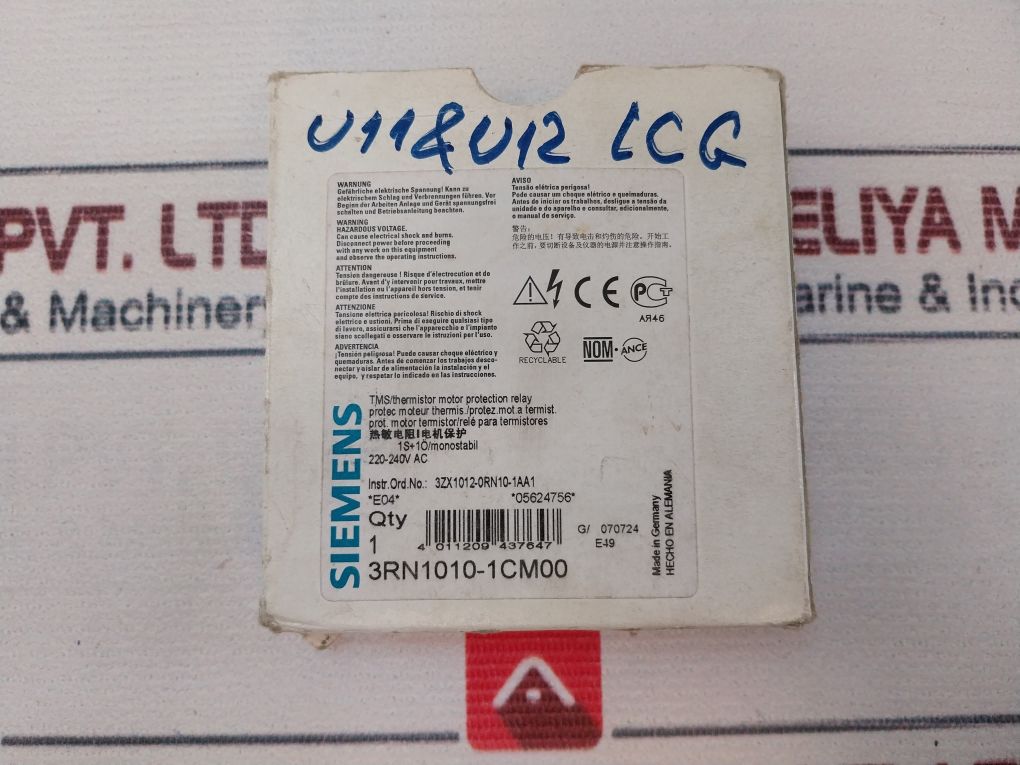 U11&U12 LCG
WARNUNG
Gefährliche elektrische Spannung! Kann zu
elektrischem Schlag und Verbrennungen führen. Vor
Beginn der Arbeiten Anlage und Gerät spannungsfrei
schalten und Betriebsanleitung beachten.
WARNING
HAZARDOUS VOLTAGE.
Can cause electrical shock and burns.
Disconnect power before proceeding
with any work on this equipment
and observe the operating instructions.
ATTENTION
Tension dangereuse ! Risque d'électrocution et de
brûlure. Avant d'y intervenir pour travaux, mettre
l'installation ou l'appareil hors tension, et tenir
compte des instructions de service.
ATTENZIONE
Tensione elettrica pericolosa! Rischio di shock
elettrico e ustioni. Prima di eseguire qualsiasi tipo
di lavoro, assicurarsi che l'apparecchio e l'impianto
siano scollegati e osservare le istruzioni per l'uso.
ADVERTENCIA
¡Tensión peligrosa! Puede causar choque eléctrico y
quemaduras. Antes de comenzar los trabajos desco-
nectar y aislar de alimentación la instalación y el
equipo, y respetar lo indicado en las instrucciones.
AVISO
Tensão elétrica perigosa!
Pode causar um choque elétrico e queimaduras.
Antes de iniciar os trabalhos, desligue a tensão da
unidade e do aparelho e consultar, adicionalmente,
o manual do serviço.
警告:
危险的电压! 有导致电击和灼伤的危险。开始工
作之前, 要切断设备及仪器的电源并注意操作指南。
CE
РСТ
АЯ46
RECYCLABLE
NOM·ANCE
SIEMENS
TMS/thermistor motor protection relay
protec moteur thermis./protez.mot.a termist.
prot. motor termistor/relé para termistores
热敏电阻电机保护
1S+1Ö/monostabil
220-240V AC
Instr.Ord.No.: 3ZX1012-0RN10-1AA1
*E04* *05624756*
Qty
1
4 011209 437647
G/ 070724
E49
3RN1010-1CM00
Made in Germany
HECHO EN ALEMANIA
PVT. LTD
& Machinery
ELIYA M
arine & Ind